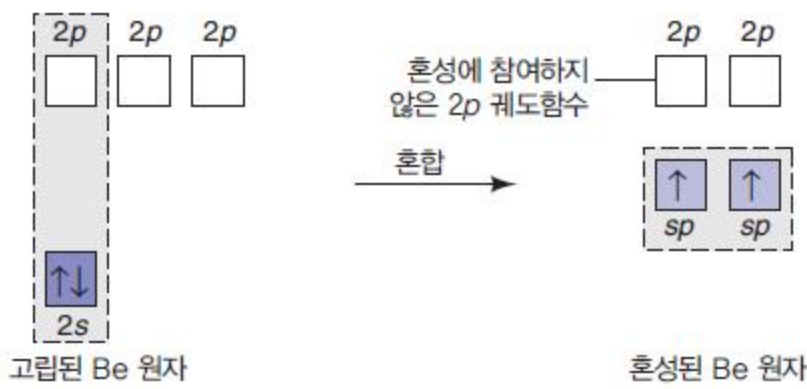 2p 2p 2p
↑↓
2s
고립된 Be 원자
혼합
2p 2p
혼성에 참여하지
않은 2p 궤도함수
↑ ↑
sp sp
혼성된 Be 원자